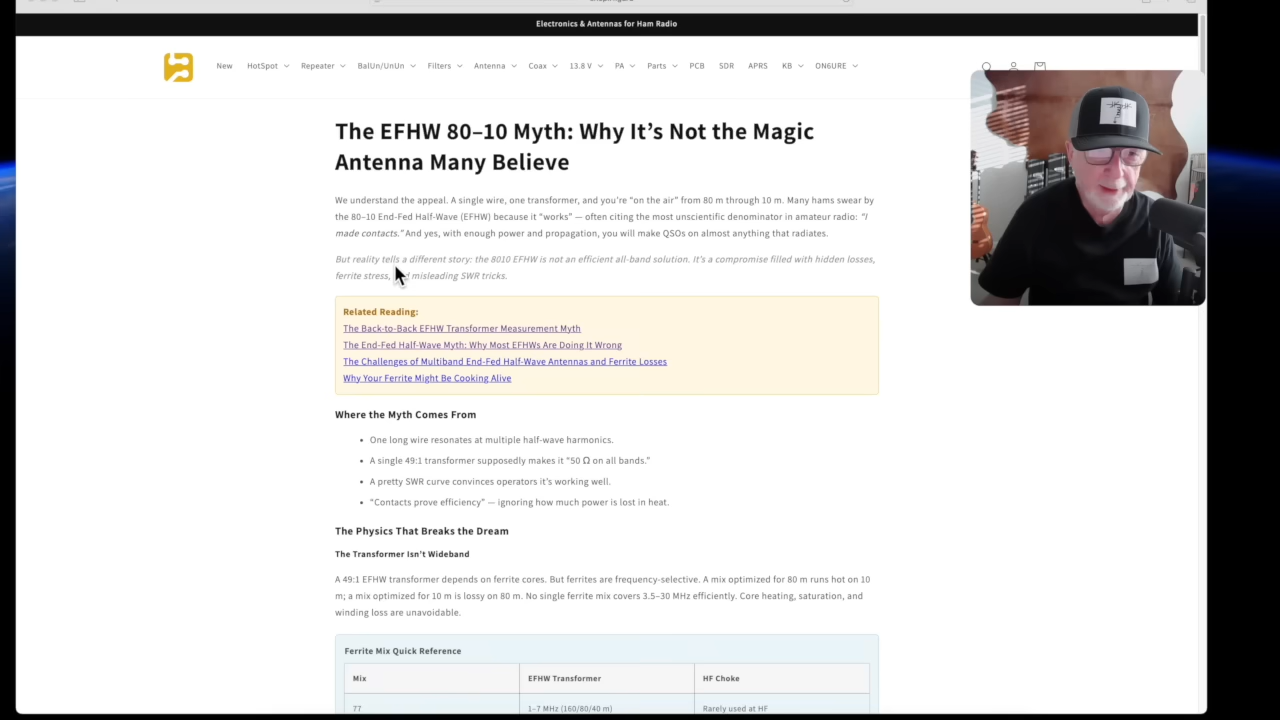 Electronics & Antennas for Ham Radio
New HotSpot Repeater BalUn/UnUn Filters Antenna Coax 13.8 V PA Parts PCB SDR APRS KB ON6URE
The EFHW 80–10 Myth: Why It’s Not the Magic
Antenna Many Believe
We understand the appeal. A single wire, one transformer, and you’re “on the air” from 80 m through 10 m. Many hams swear by
the 80–10 End-Fed Half-Wave (EFHW) because it “works” — often citing the most unscientific denominator in amateur radio: “I
made contacts.” And yes, with enough power and propagation, you will make QSOs on almost anything that radiates.
But reality tells a different story: the 8010 EFHW is not an efficient all-band solution. It’s a compromise filled with hidden losses,
ferrite stress, misleading SWR tricks.
Related Reading:
The Back-to-Back EFHW Transformer Measurement Myth
The End-Fed Half-Wave Myth: Why Most EFHWs Are Doing It Wrong
The Challenges of Multiband End-Fed Half-Wave Antennas and Ferrite Losses
Why Your Ferrite Might Be Cooking Alive
Where the Myth Comes From
• One long wire resonates at multiple half-wave harmonics.
• A single 49:1 transformer supposedly makes it “50 Ω on all bands.”
• A pretty SWR curve convinces operators it’s working well.
• “Contacts prove efficiency” — ignoring how much power is lost in heat.
The Physics That Breaks the Dream
The Transformer Isn’t Wideband
A 49:1 EFHW transformer depends on ferrite cores. But ferrites are frequency-selective. A mix optimized for 80 m runs hot on 10
m; a mix optimized for 10 m is lossy on 80 m. No single ferrite mix covers 3.5–30 MHz efficiently. Core heating, saturation, and
winding loss are unavoidable.
Ferrite Mix Quick Reference
Mix EFHW Transformer HF Choke
77 1–7 MHz (160/80/40 m) Rarely used at HF